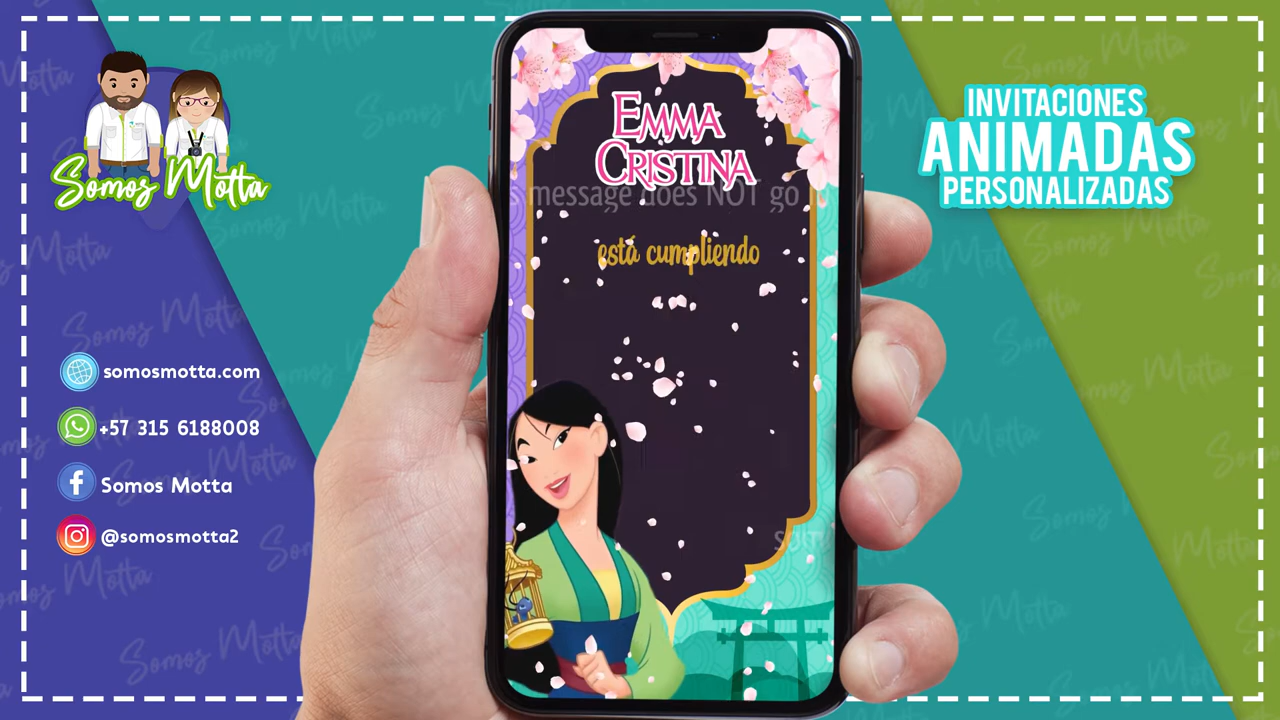 Somos Motta
somosmotta.com
+57 315 6188008
Somos Motta
@somosmotta2
EMMA
CRISTINA
message does NOT go
está cumpliendo
INVITACIONES
ANIMADAS
PERSONALIZADAS